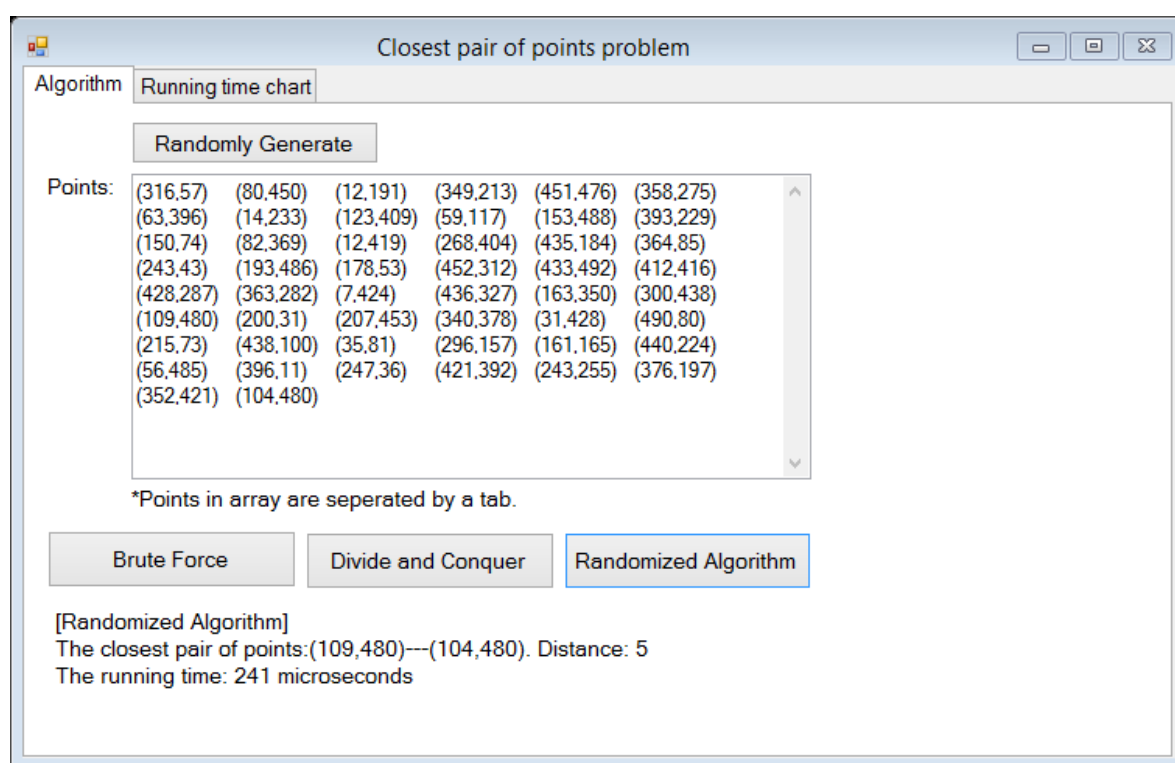 Closest pair of points problem
Algorithm Running time chart
Randomly Generate
Points:
(316,57) (80,450) (12,191) (349,213) (451,476) (358,275)
(63,396) (14,233) (123,409) (59,117) (153,488) (393,229)
(150,74) (82,369) (12,419) (268,404) (435,184) (364,85)
(243,43) (193,486) (178,53) (452,312) (433,492) (412,416)
(428,287) (363,282) (7,424) (436,327) (163,350) (300,438)
(109,480) (200,31) (207,453) (340,378) (31,428) (490,80)
(215,73) (438,100) (35,81) (296,157) (161,165) (440,224)
(56,485) (396,11) (247,36) (421,392) (243,255) (376,197)
(352,421) (104,480)
*Points in array are seperated by a tab.
Brute Force Divide and Conquer Randomized Algorithm
[Randomized Algorithm]
The closest pair of points:(109,480)---(104,480). Distance: 5
The running time: 241 microseconds